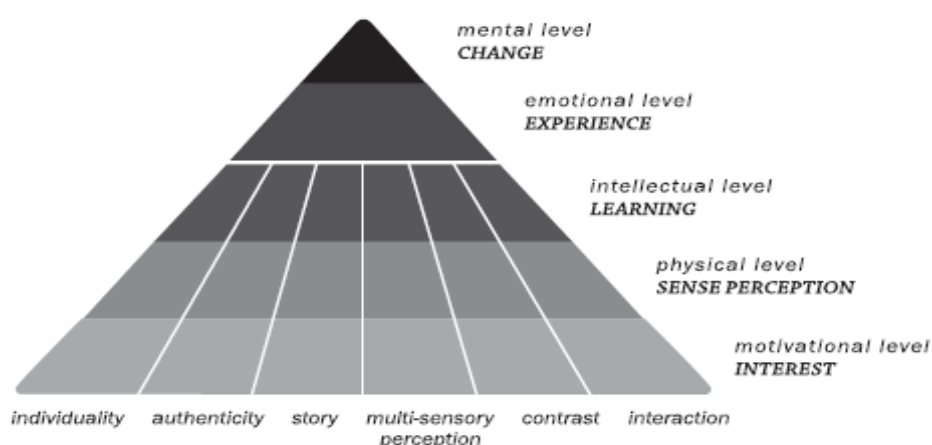 mental level
CHANGE
emotional level
EXPERIENCE
intellectual level
LEARNING
physical level
SENSE PERCEPTION
motivational level
INTEREST
individuality authenticity story multi-sensory contrast interaction
perception